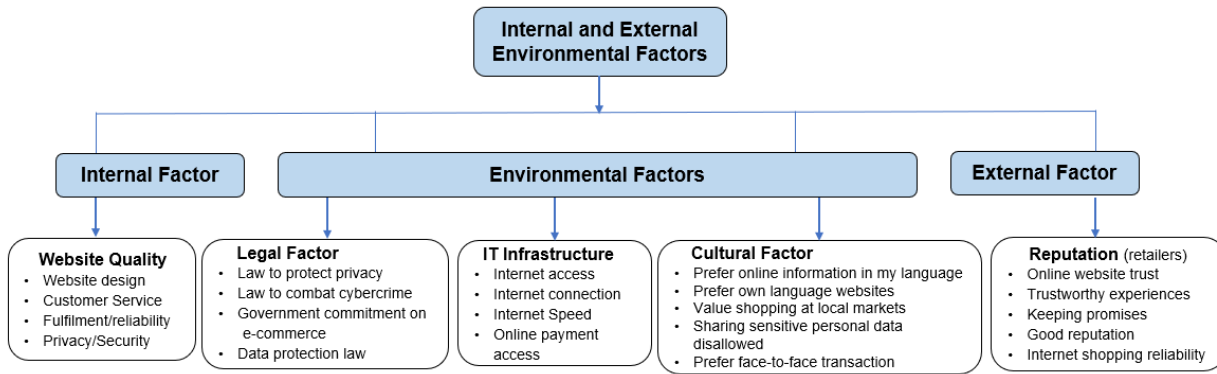 Internal and External
Environmental Factors
Internal Factor
Environmental Factors
External Factor
Website Quality
• Website design
• Customer Service
• Fulfilment/reliability
• Privacy/Security
Legal Factor
• Law to protect privacy
• Law to combat cybercrime
• Government commitment on
e-commerce
• Data protection law
IT Infrastructure
• Internet access
• Internet connection
• Internet Speed
• Online payment
access
Cultural Factor
• Prefer online information in my language
• Prefer own language websites
• Value shopping at local markets
• Sharing sensitive personal data
disallowed
• Prefer face-to-face transaction
Reputation (retailers)
• Online website trust
• Trustworthy experiences
• Keeping promises
• Good reputation
• Internet shopping reliability